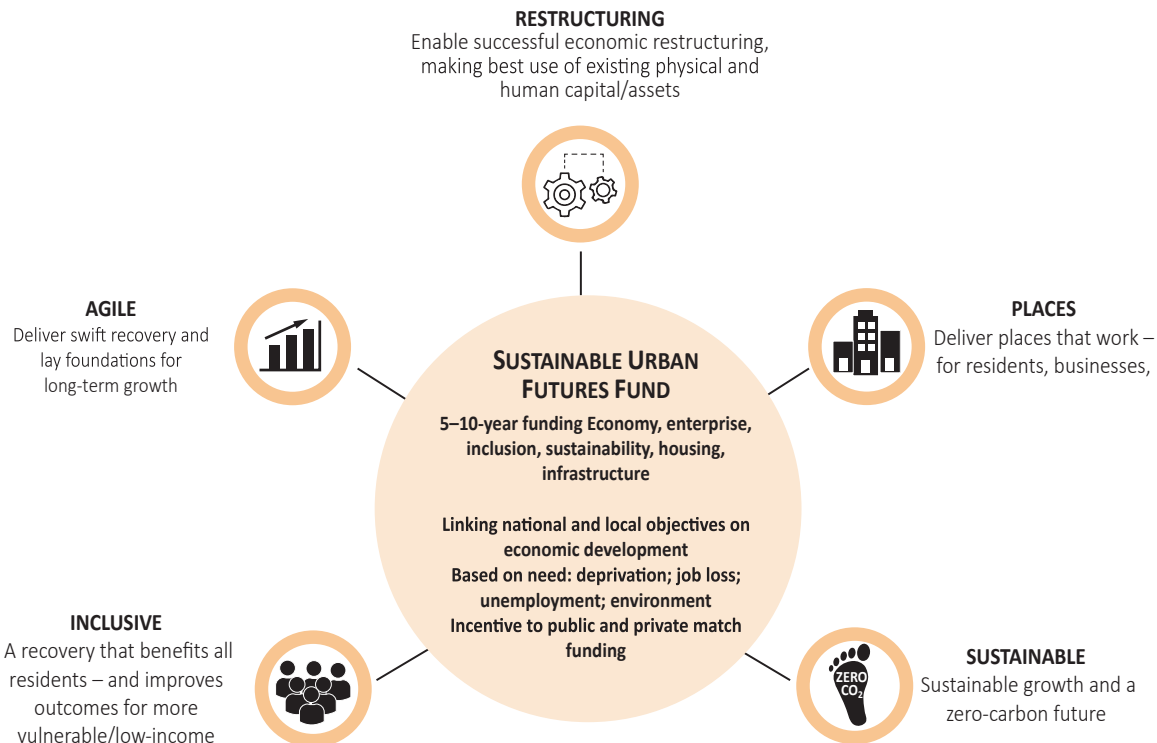 RESTRUCTURING
Enable successful economic restructuring,
making best use of existing physical and
human capital/assets
AGILE
Deliver swift recovery and
lay foundations for
long-term growth
PLACES
Deliver places that work –
for residents, businesses,
SUSTAINABLE URBAN
FUTURES FUND
5–10-year funding Economy, enterprise,
inclusion, sustainability, housing,
infrastructure
Linking national and local objectives on
economic development
Based on need: deprivation; job loss;
unemployment; environment
Incentive to public and private match
funding
INCLUSIVE
A recovery that benefits all
residents – and improves
outcomes for more
vulnerable/low-income
ZERO
CO₂
SUSTAINABLE
Sustainable growth and a
zero-carbon future